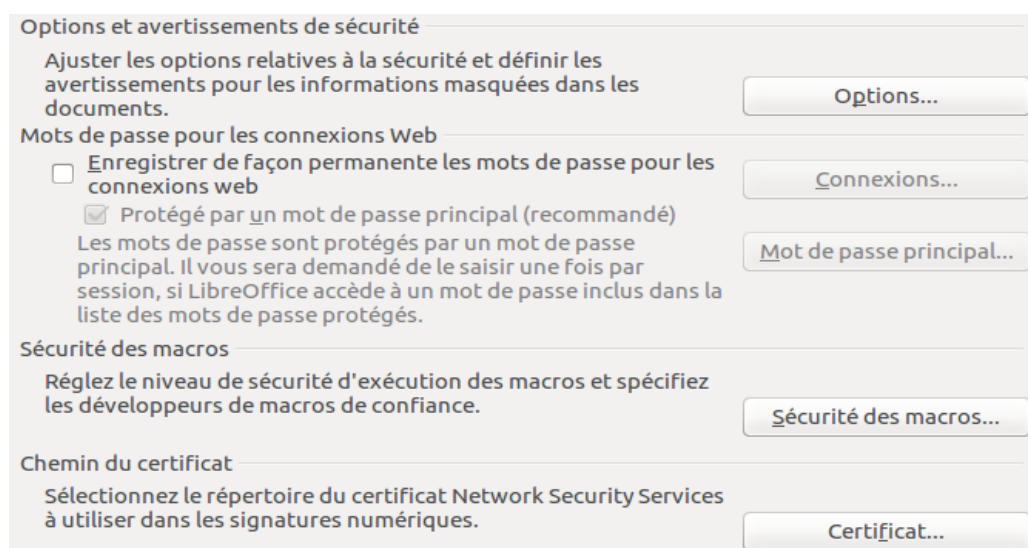 Options et avertissements de sécurité
Ajuster les options relatives à la sécurité et définir les
avertissements pour les informations masquées dans les
documents.
Options...
Mots de passe pour les connexions Web
Enregistrer de façon permanente les mots de passe pour les
connexions web
Connexions...
Protégé par un mot de passe principal (recommandé)
Les mots de passe sont protégés par un mot de passe
principal. Il vous sera demandé de le saisir une fois par
session, si LibreOffice accède à un mot de passe inclus dans la
liste des mots de passe protégés.
Mot de passe principal...
Sécurité des macros
Réglez le niveau de sécurité d'exécution des macros et spécifiez
les développeurs de macros de confiance.
Sécurité des macros...
Chemin du certificat
Sélectionnez le répertoire du certificat Network Security Services
à utiliser dans les signatures numériques.
Certificat...